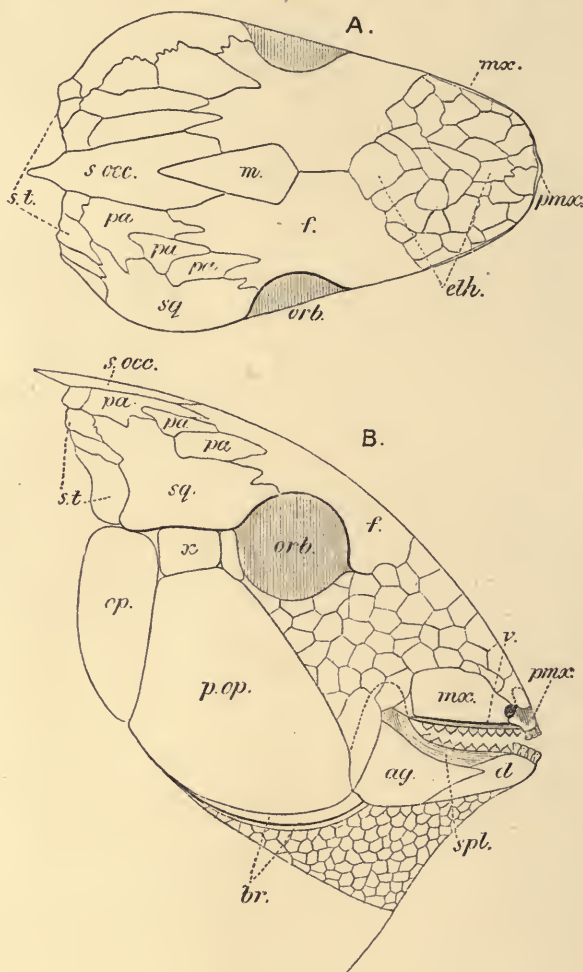 A.
mx.
s.occ.
m.
pmx.
s.t.
pa
f.
pa
pa
eth.
sq
orb.
s.occ.
pa
B.
pa
pa
s.t.
sq.
f.
orb.
x
op.
v.
mx.
pmx.
p.op.
ag.
d
spl.
br.